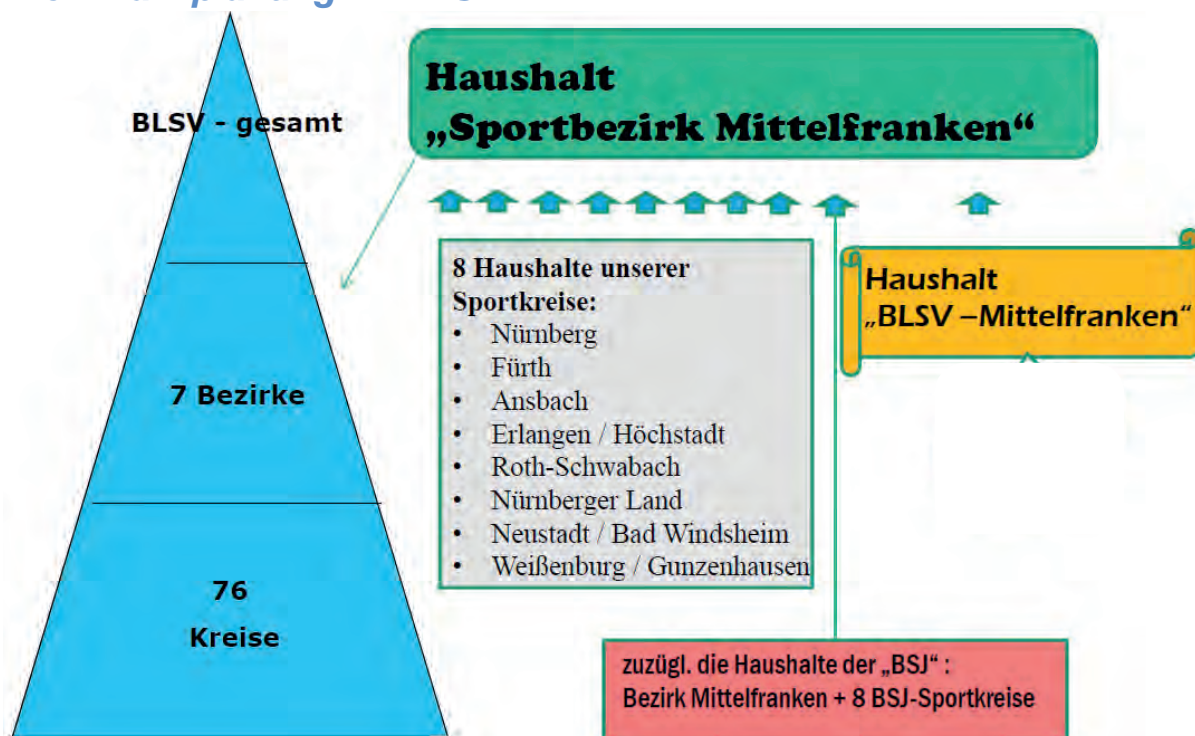 BLSV - gesamt
7 Bezirke
76
Kreise
Haushalt
„Sportbezirk Mittelfranken“
8 Haushalte unserer
Sportkreise:
• Nürnberg
• Fürth
• Ansbach
• Erlangen / Höchstadt
• Roth-Schwabach
• Nürnberger Land
• Neustadt / Bad Windsheim
• Weißenburg / Gunzenhausen
Haushalt
„BLSV –Mittelfranken“
zuzügl. die Haushalte der „BSJ“ :
Bezirk Mittelfranken + 8 BSJ-Sportkreise